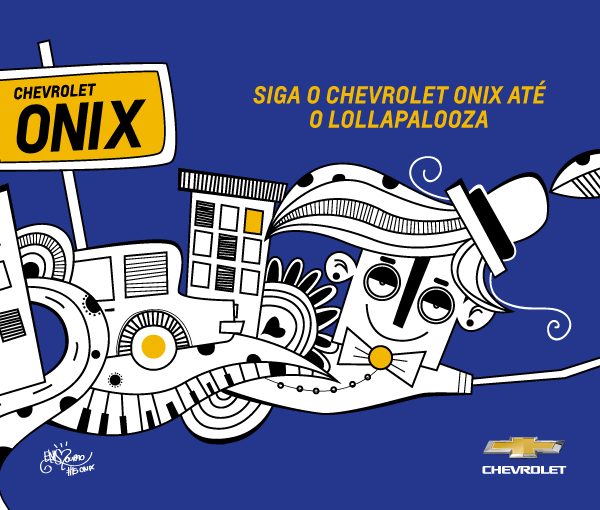 CHEVROLET
ONIX
SIGA O CHEVROLET ONIX ATÉ
O LOLLAPALOOZA
CHEVROLET